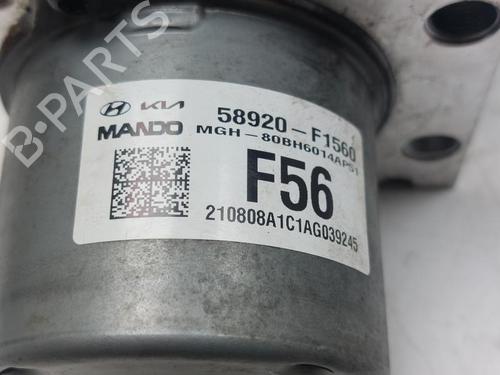 KIA 58920-F1560
MANDO MGH-80BH6014AP51
F56
210808A1C1AG039245
B-Parts